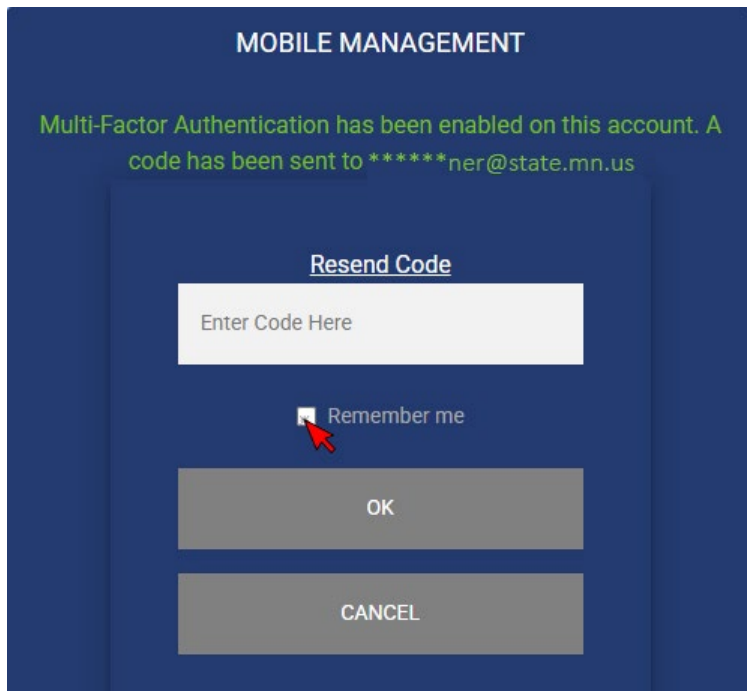 MOBILE MANAGEMENT
Multi-Factor Authentication has been enabled on this account. A
code has been sent to ******ner@state.mn.us
Resend Code
Enter Code Here
Remember me
OK
CANCEL